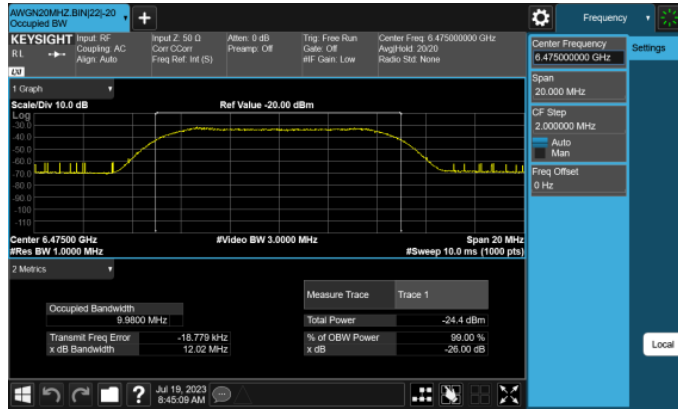 AWGN20MHZ.BIN|22|-20
Occupied BW
Frequency
KEYSIGHT
R L
Input: RF
Coupling: AC
Align: Auto
Input Z: 50 Ω
Corr CCorr
Freq Ref: Int (S)
Atten: 0 dB
Preamp: Off
Trig: Free Run
Gate: Off
#IF Gain: Low
Center Freq: 6.475000000 GHz
Avg|Hold: 20/20
Radio Std: None
Center Frequency
6.475000000 GHz
Settings
Span
20.000 MHz
CF Step
2.000000 MHz
Auto
Man
Freq Offset
0 Hz
1 Graph
Scale/Div 10.0 dB
Ref Value -20.00 dBm
Log
-30.0
-40.0
-50.0
-60.0
-70.0
-80.0
-90.0
-100
-110
Center 6.47500 GHz
#Video BW 3.0000 MHz
Span 20 MHz
#Res BW 1.0000 MHz
#Sweep 10.0 ms (1000 pts)
2 Metrics
Measure Trace
Trace 1
Occupied Bandwidth
9.9800 MHz
Total Power
-24.4 dBm
Transmit Freq Error
-18.779 kHz
% of OBW Power
99.00 %
x dB Bandwidth
12.02 MHz
x dB
-26.00 dB
Local
?
Jul 19, 2023
8:45:09 AM